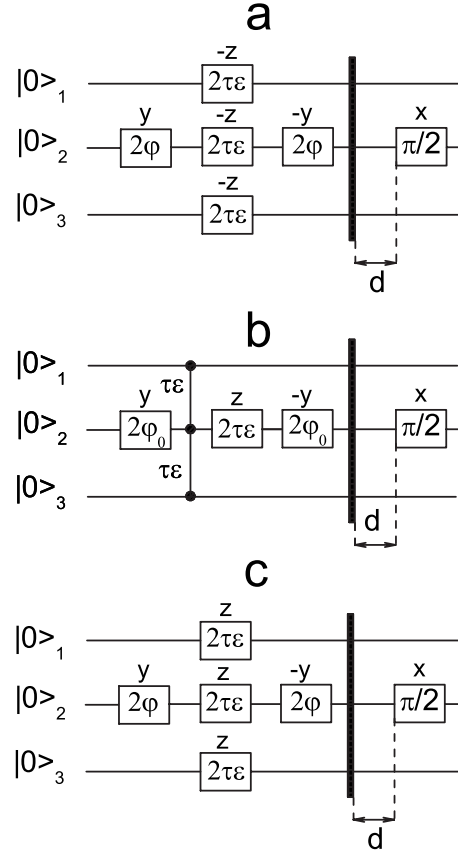 a
-z
|0>1 2τε
y -z -y x
|0>2 2φ 2τε 2φ π/2
-z
|0>3 2τε
d
b
|0>1
y τε z -y x
|0>2 2φ0 2τε 2φ0 π/2
τε
|0>3
d
c
z
|0>1 2τε
y z -y x
|0>2 2φ 2τε 2φ π/2
z
|0>3 2τε
d